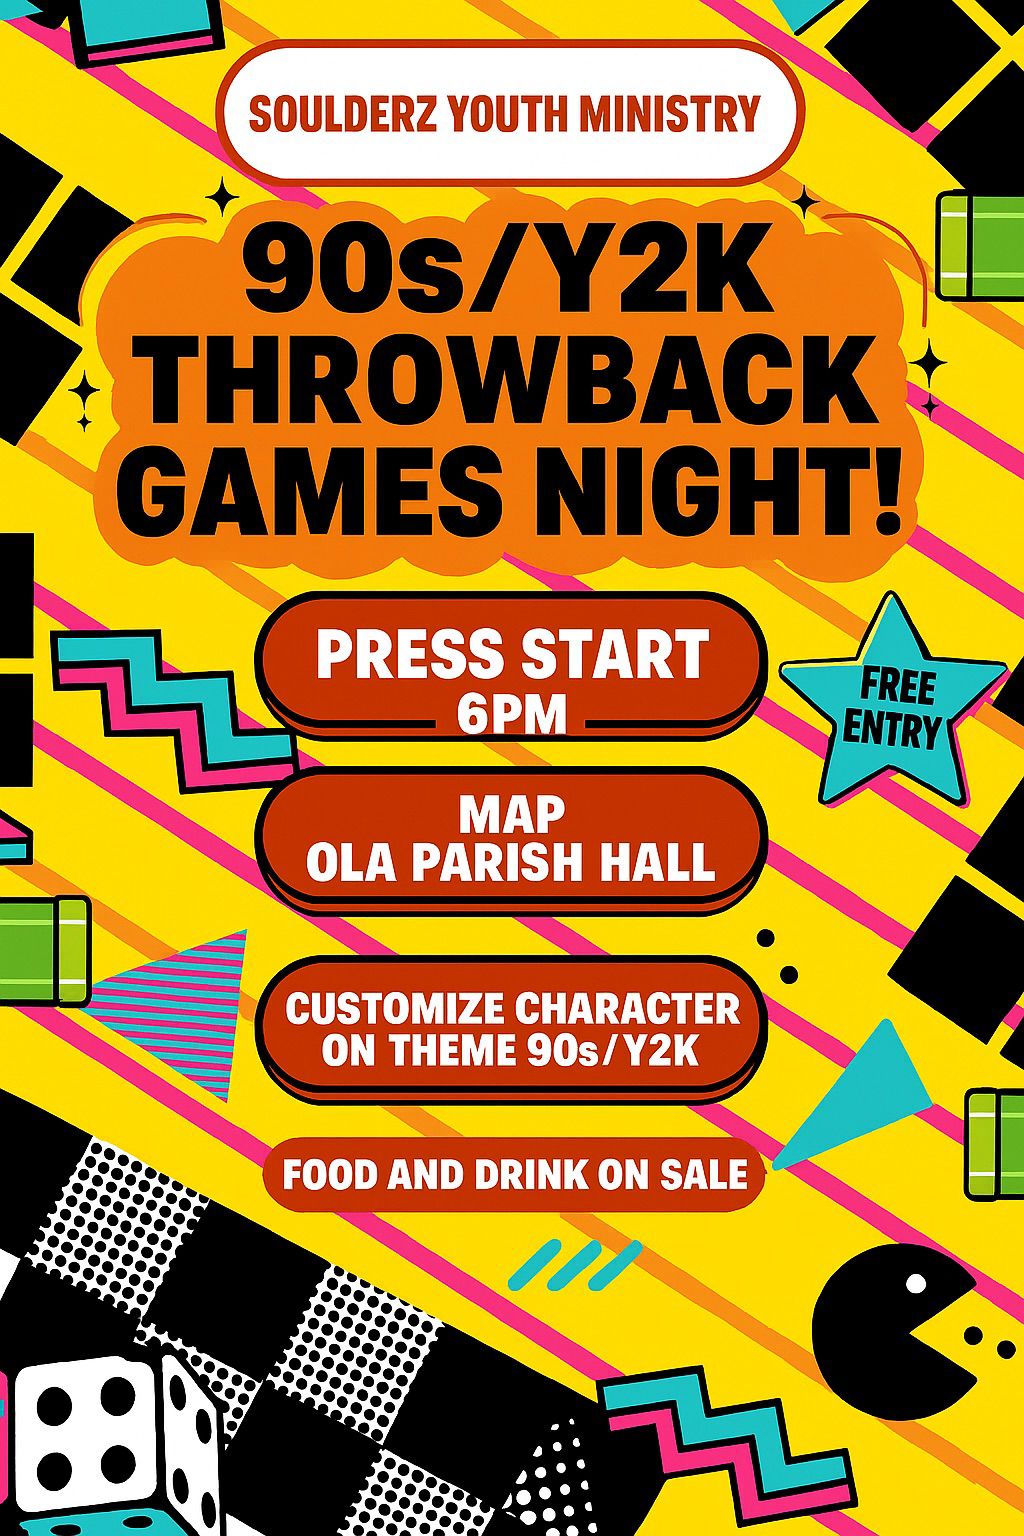 SOULDERZ YOUTH MINISTRY
90s/Y2K
THROWBACK
GAMES NIGHT!
PRESS START
6PM
FREE
ENTRY
MAP
OLA PARISH HALL
CUSTOMIZE CHARACTER
ON THEME 90s/Y2K
FOOD AND DRINK ON SALE